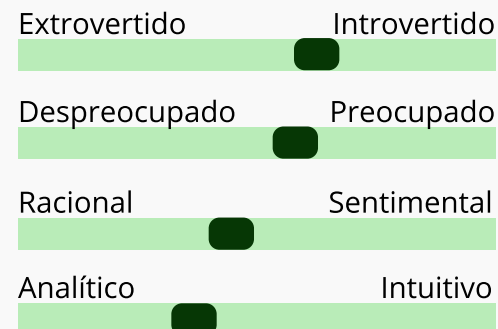 Extrovertido Introvertido
Despreocupado Preocupado
Racional Sentimental
Analítico Intuitivo